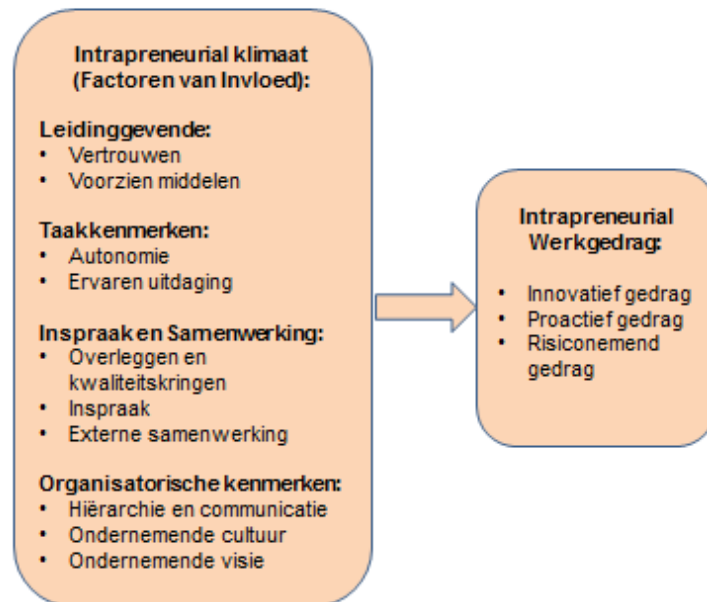 Intrapreneurial klimaat
(Factoren van Invloed):
Leidinggevende:
• Vertrouwen
• Voorzien middelen
Taakkenmerken:
• Autonomie
• Ervaren uitdaging
Inspraak en Samenwerking:
• Overleggen en
kwaliteitskringen
• Inspraak
• Externe samenwerking
Organisatorische kenmerken:
• Hiërarchie en communicatie
• Ondernemende cultuur
• Ondernemende visie
Intrapreneurial
Werkgedrag:
• Innovatief gedrag
• Proactief gedrag
• Risiconemend
gedrag